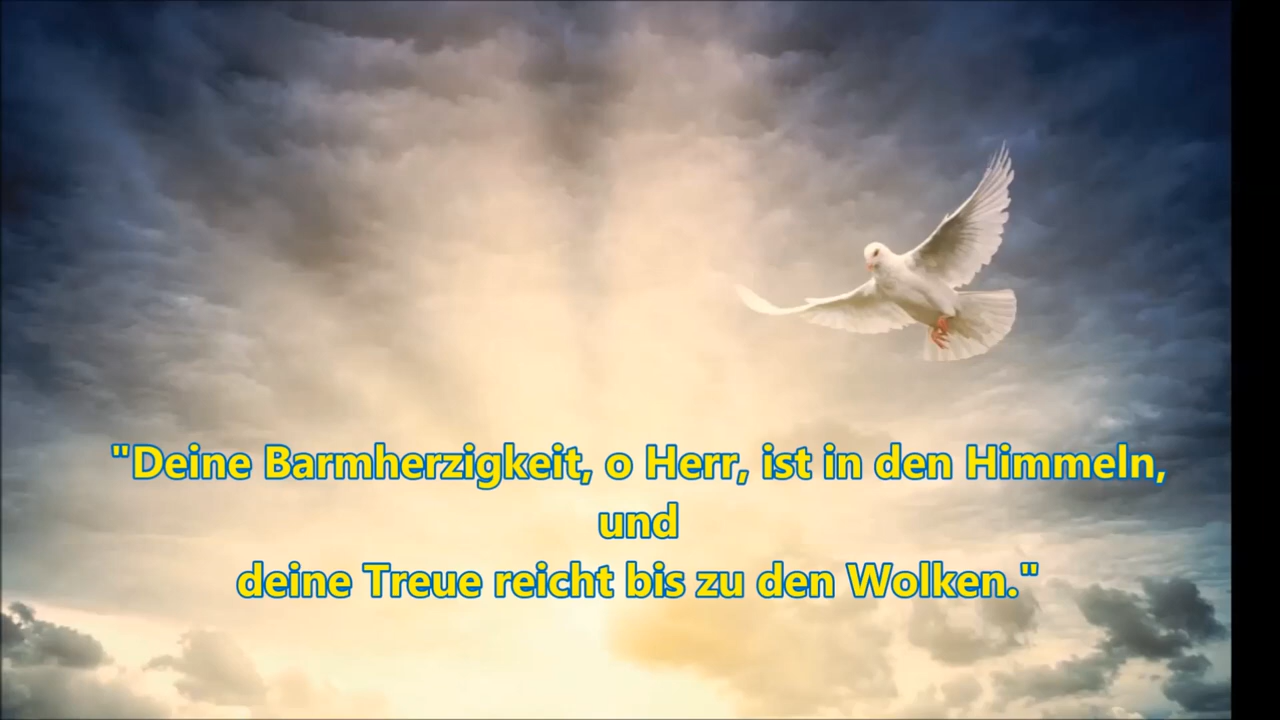 "Deine Barmherzigkeit, o Herr, ist in den Himmeln,
und
deine Treue reicht bis zu den Wolken."